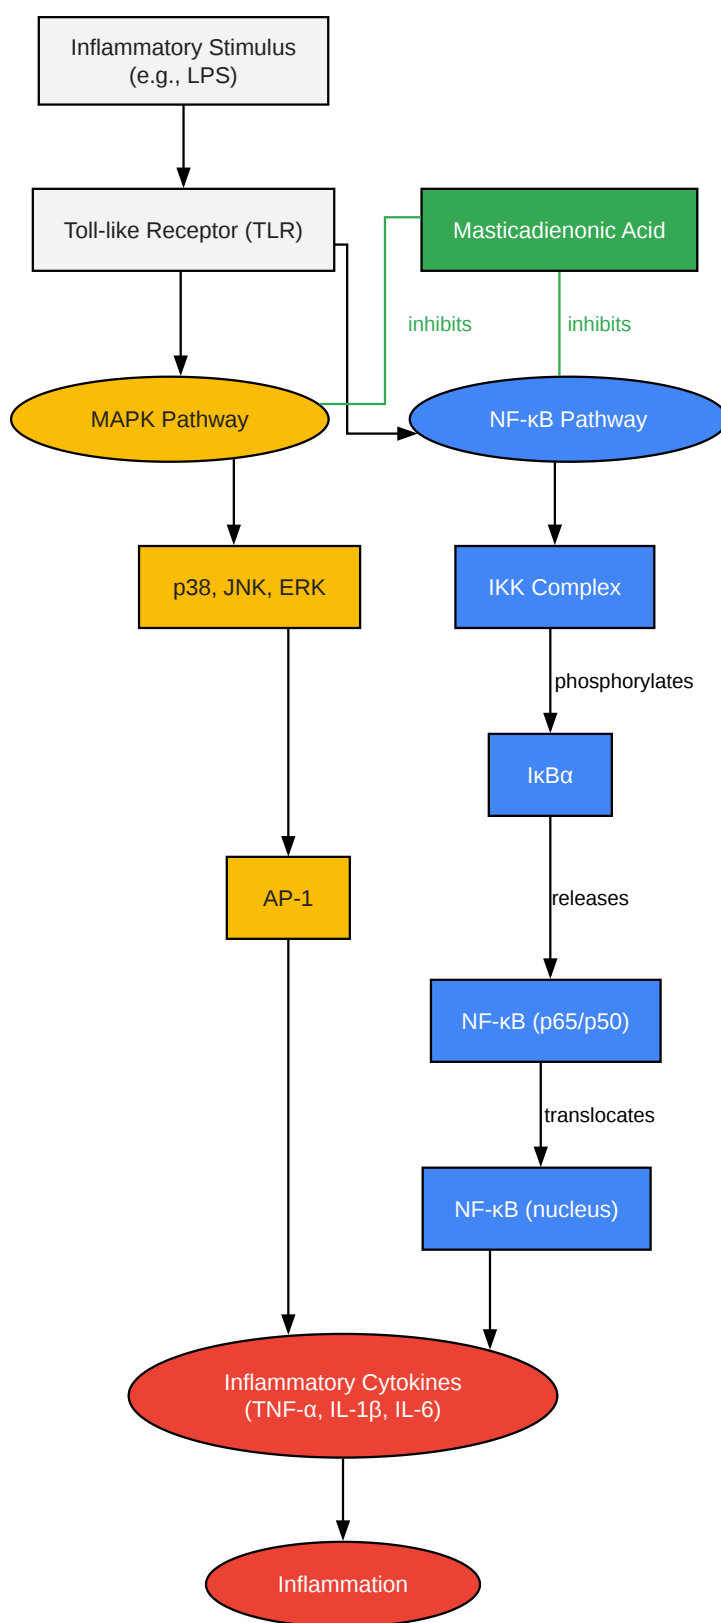 Inflammatory Stimulus
(e.g., LPS)
Toll-like Receptor (TLR)
Masticadienonic Acid
inhibits
inhibits
MAPK Pathway
NF-κB Pathway
p38, JNK, ERK
IKK Complex
phosphorylates
IκBα
AP-1
releases
NF-κB (p65/p50)
translocates
NF-κB (nucleus)
Inflammatory Cytokines
(TNF-α, IL-1β, IL-6)
Inflammation